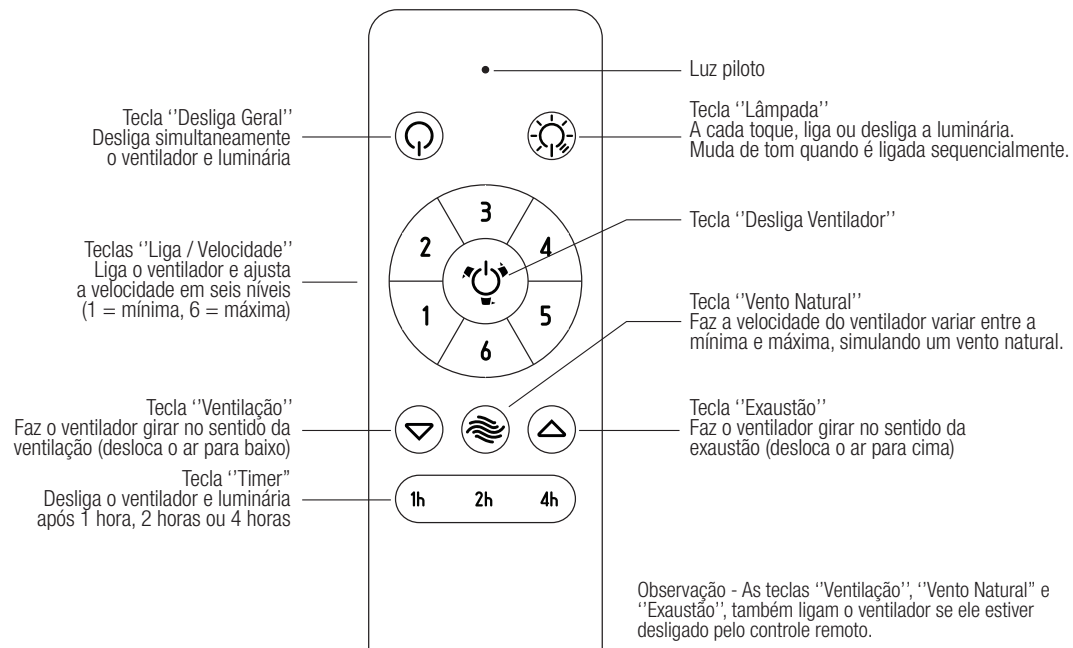 Luz piloto
Tecla ‘‘Desliga Geral’’
Desliga simultaneamente
o ventilador e luminária
Tecla ‘‘Lâmpada’’
A cada toque, liga ou desliga a luminária.
Muda de tom quando é ligada sequencialmente.
3
2
4
1
5
6
Tecla ‘‘Desliga Ventilador’’
Teclas ‘‘Liga / Velocidade’’
Liga o ventilador e ajusta
a velocidade em seis níveis
(1 = mínima, 6 = máxima)
Tecla ‘‘Vento Natural’’
Faz a velocidade do ventilador variar entre a
mínima e máxima, simulando um vento natural.
Tecla ‘‘Ventilação’’
Faz o ventilador girar no sentido da
ventilação (desloca o ar para baixo)
Tecla ‘‘Exaustão’’
Faz o ventilador girar no sentido da
exaustão (desloca o ar para cima)
Tecla ‘‘Timer”
Desliga o ventilador e luminária
após 1 hora, 2 horas ou 4 horas
1h 2h 4h
Observação - As teclas ‘‘Ventilação’’, ‘‘Vento Natural” e
‘‘Exaustão’’, também ligam o ventilador se ele estiver
desligado pelo controle remoto.